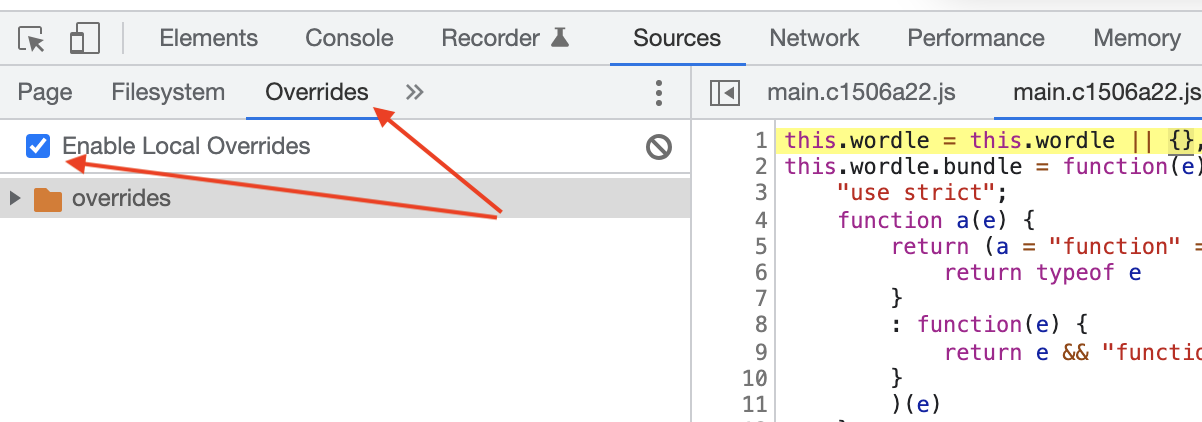 Elements Console Recorder Sources Network Performance Memory
Page Filesystem Overrides » main.c1506a22.js main.c1506a22.js
Enable Local Overrides
overrides
1 this.wordle = this.wordle || {},
2 this.wordle.bundle = function(e)
3 "use strict";
4 function a(e) {
5 return (a = "function" =
6 return typeof e
7 }
8 : function(e) {
9 return e && "functio
10 }
11 )(e)